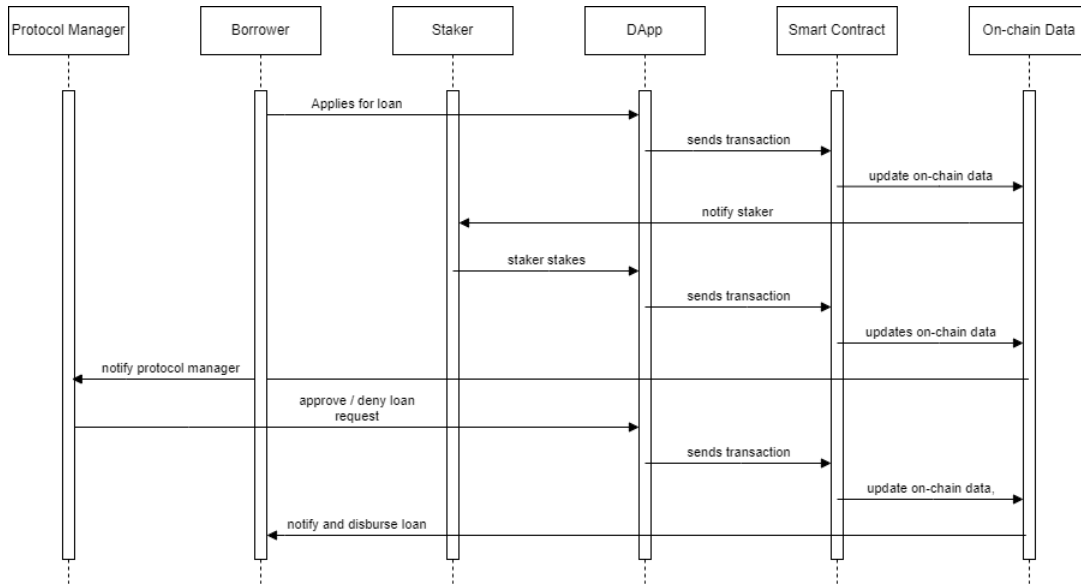 Protocol Manager
Borrower
Staker
DApp
Smart Contract
On-chain Data
Applies for loan
sends transaction
update on-chain data
notify staker
staker stakes
sends transaction
updates on-chain data
notify protocol manager
approve / deny loan
request
sends transaction
update on-chain data,
notify and disburse loan